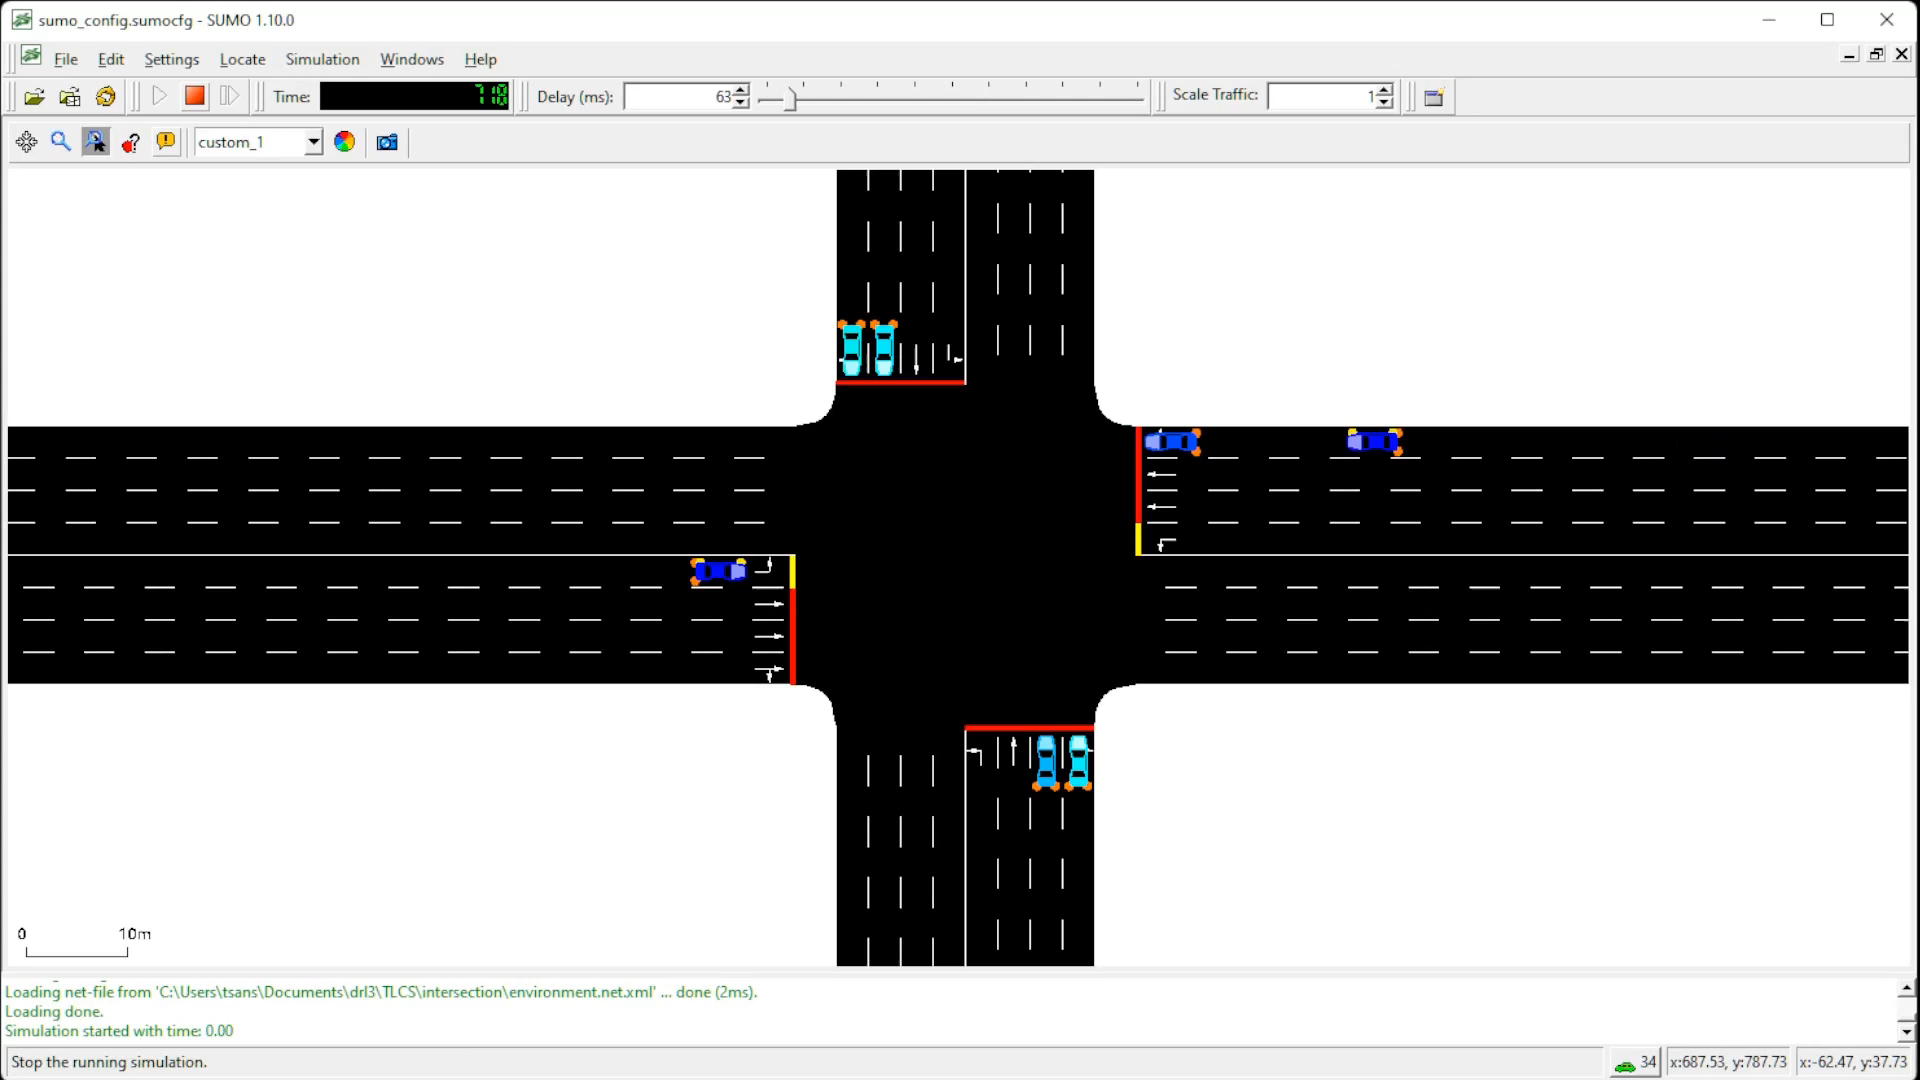 sumo_config.sumocfg - SUMO 1.10.0
File Edit Settings Locate Simulation Windows Help
Time: 718 Delay (ms): 63 Scale Traffic: 1
custom_1
0 10m
Loading net-file from 'C:\Users\tsans\Documents\drl3\TLCS\intersection\environment.net.xml' ... done (2ms).
Loading done.
Simulation started with time: 0.00
Stop the running simulation. 34 x:687.53, y:787.73 x:-62.47, y:37.73